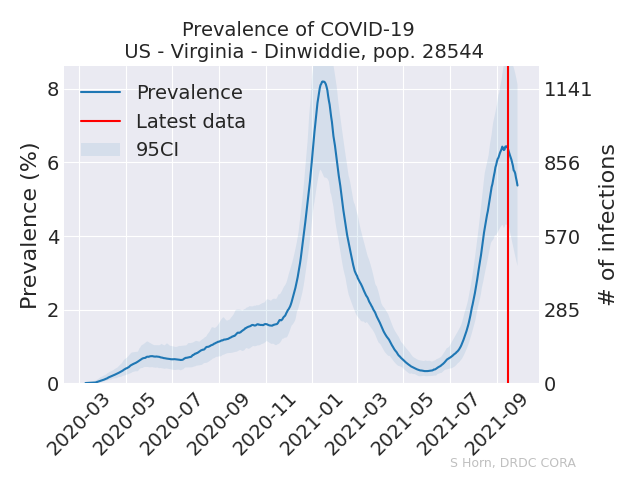 Prevalence of COVID-19
US - Virginia - Dinwiddie, pop. 28544
Prevalence
Latest data
95CI
Prevalence (%)
8
6
4
2
0
1141
856
570
285
0
# of infections
2020-03
2020-05
2020-07
2020-09
2020-11
2021-01
2021-03
2021-05
2021-07
2021-09
S Horn, DRDC CORA